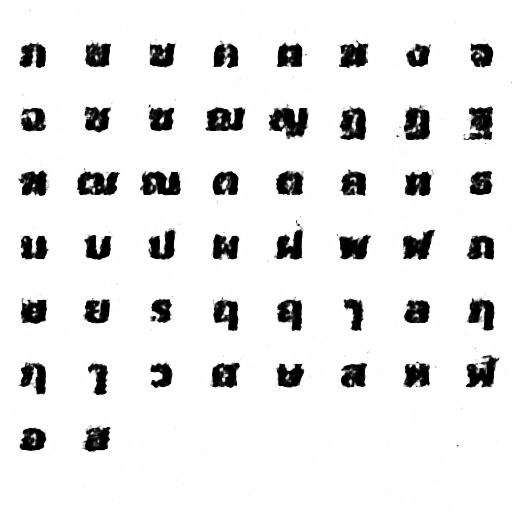 ก ข ฃ ค ฅ ฆ ง จ
ฉ ช ซ ฌ ญ ฎ ฏ ฐ
ฑ ฒ ณ ด ต ถ ท ธ
น บ ป ผ ฝ พ ฟ ภ
ม ย ร ฤ ฤ ๅ ล ฦ
ฦ ๅ ว ศ ษ ส ห ฬ
อ ฮ